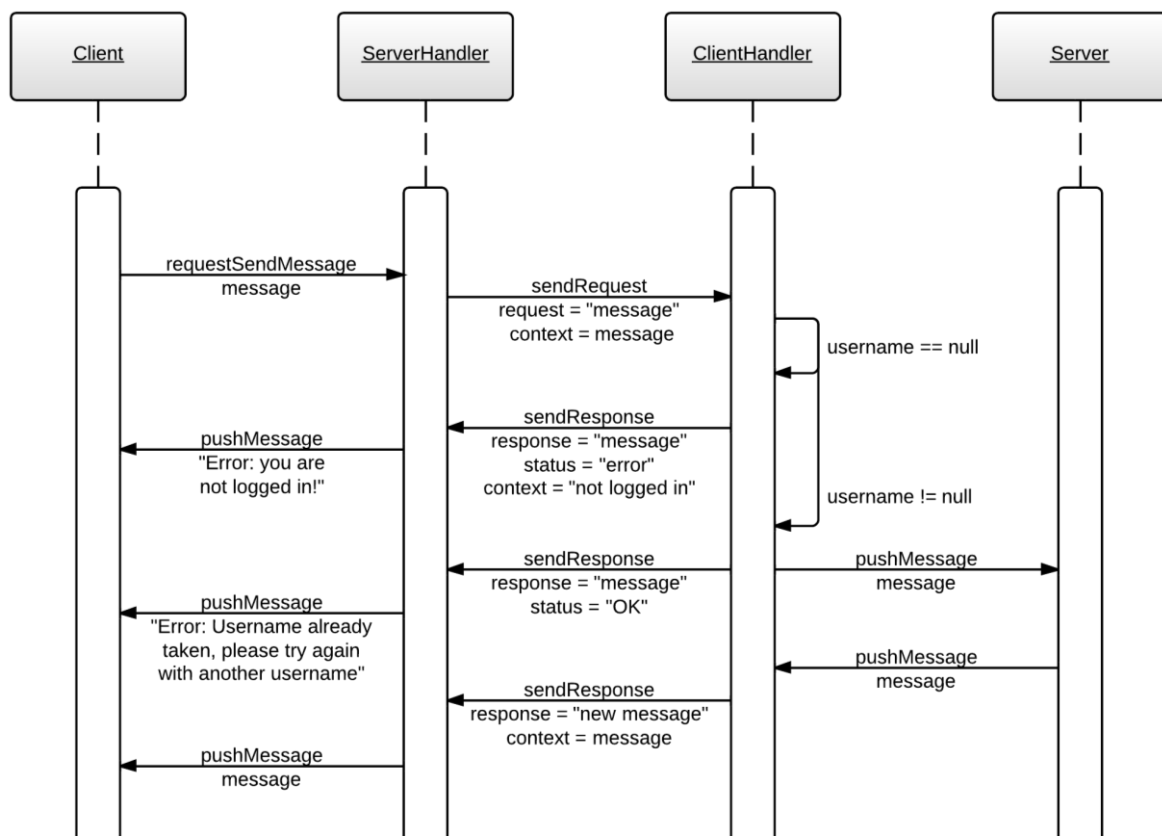 Client
ServerHandler
ClientHandler
Server
requestSendMessage
message
sendRequest
request = "message"
context = message
username == null
sendResponse
response = "message"
status = "error"
context = "not logged in"
pushMessage
"Error: you are
not logged in!"
username != null
sendResponse
response = "message"
status = "OK"
pushMessage
message
pushMessage
"Error: Username already
taken, please try again
with another username"
pushMessage
message
sendResponse
response = "new message"
context = message
pushMessage
message